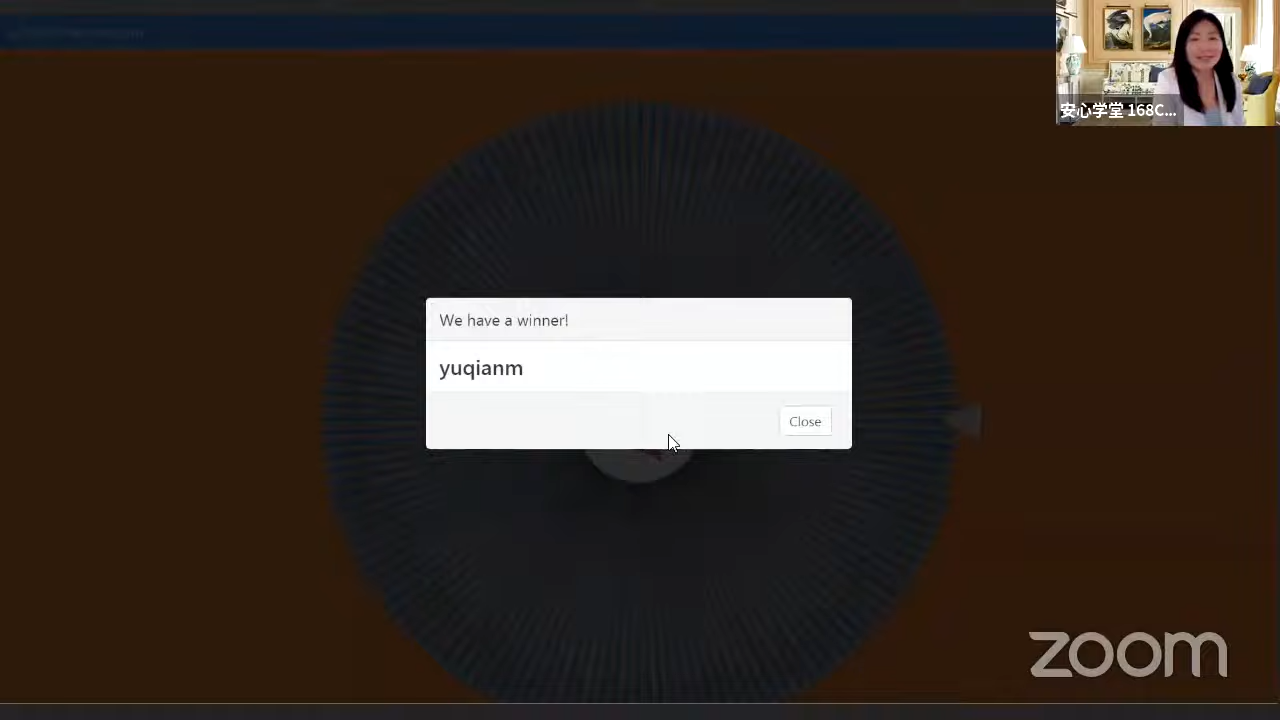 安心学堂 168C...
We have a winner!
yuqianm
Close
zoom